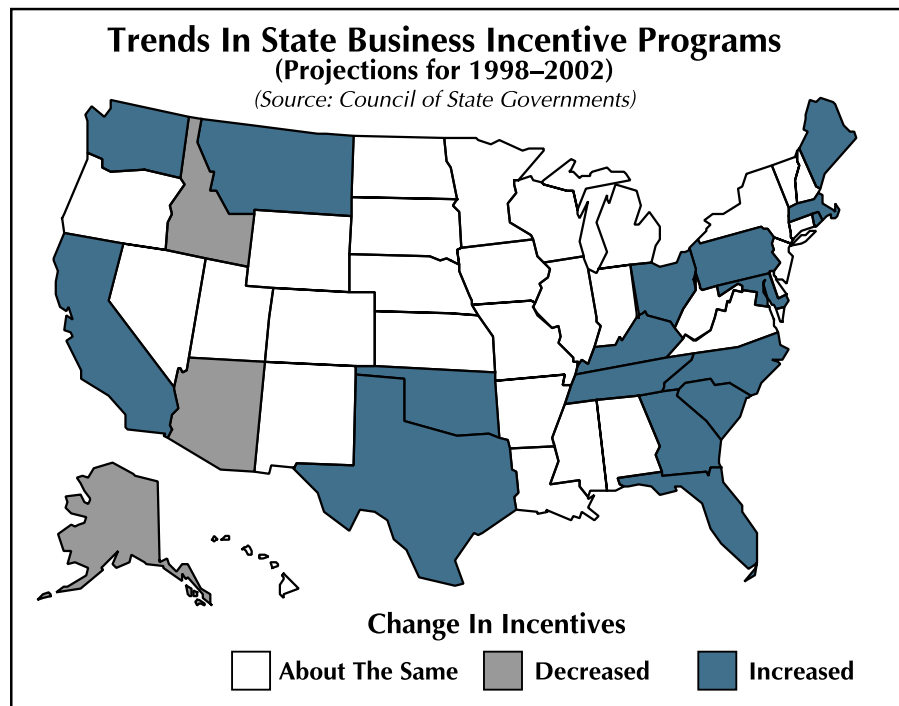 Trends In State Business Incentive Programs
(Projections for 1998–2002)
(Source: Council of State Governments)
Change In Incentives
About The Same Decreased Increased